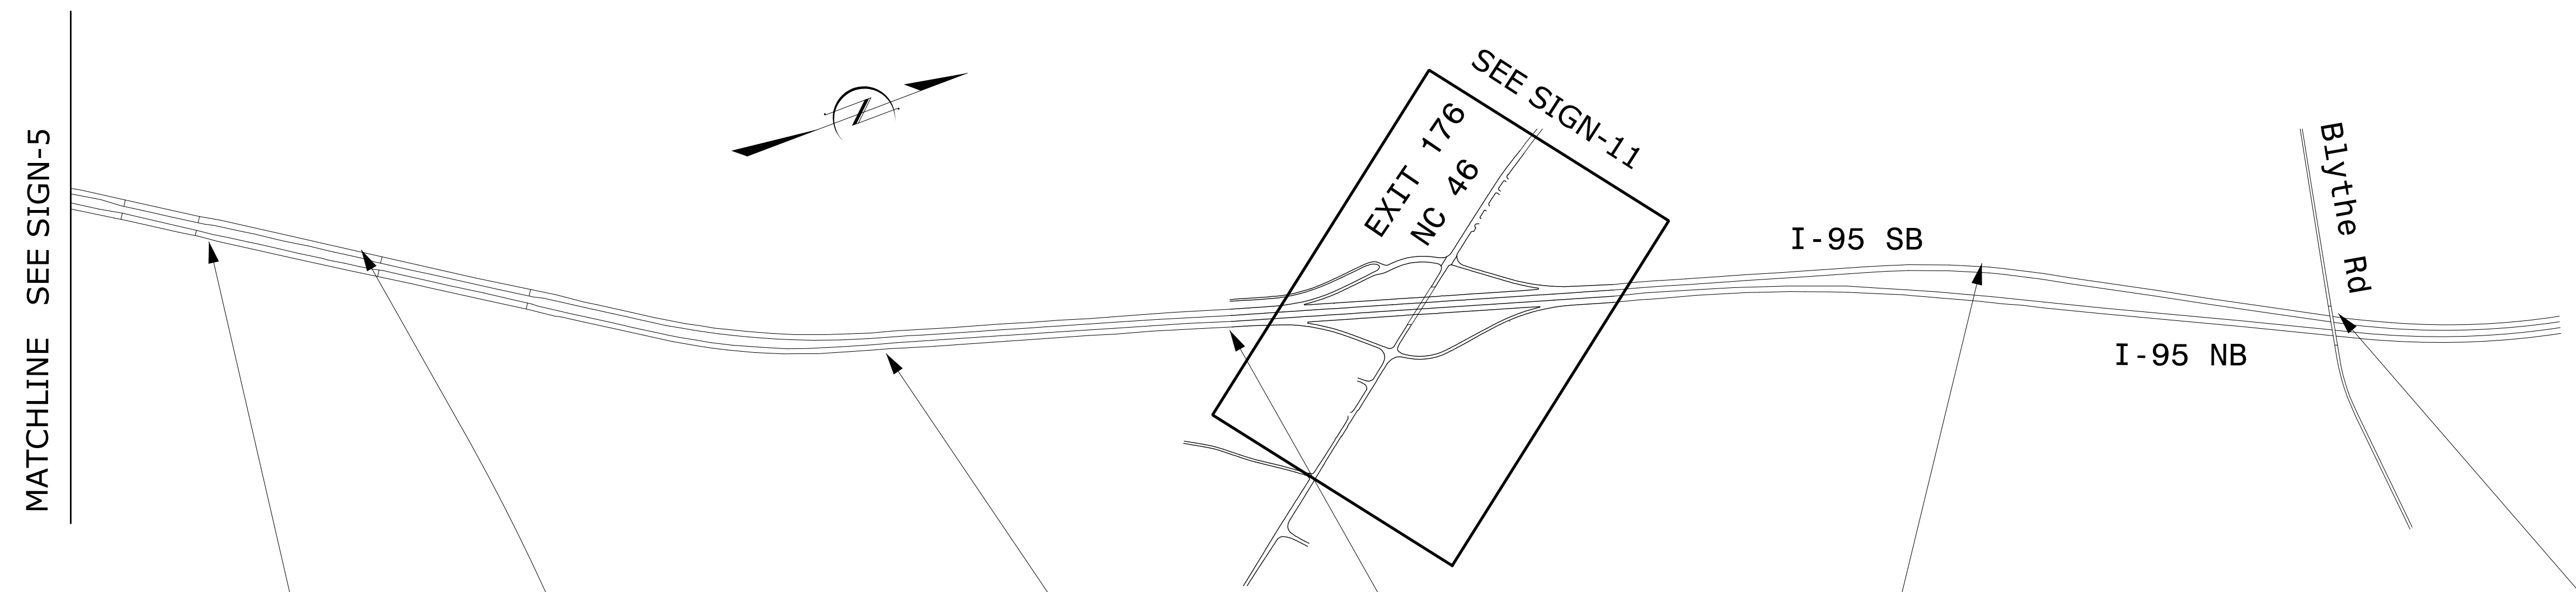 MATCHLINE SEE SIGN-5
N
SEE SIGN-11
EXIT 176
NC 46
I-95 SB
I-95 NB
Blythe Rd